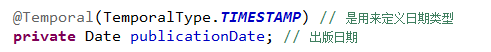 @Temporal(TemporalType.TIMESTAMP) // 是用来定义日期类型
private Date publicationDate; // 出版日期